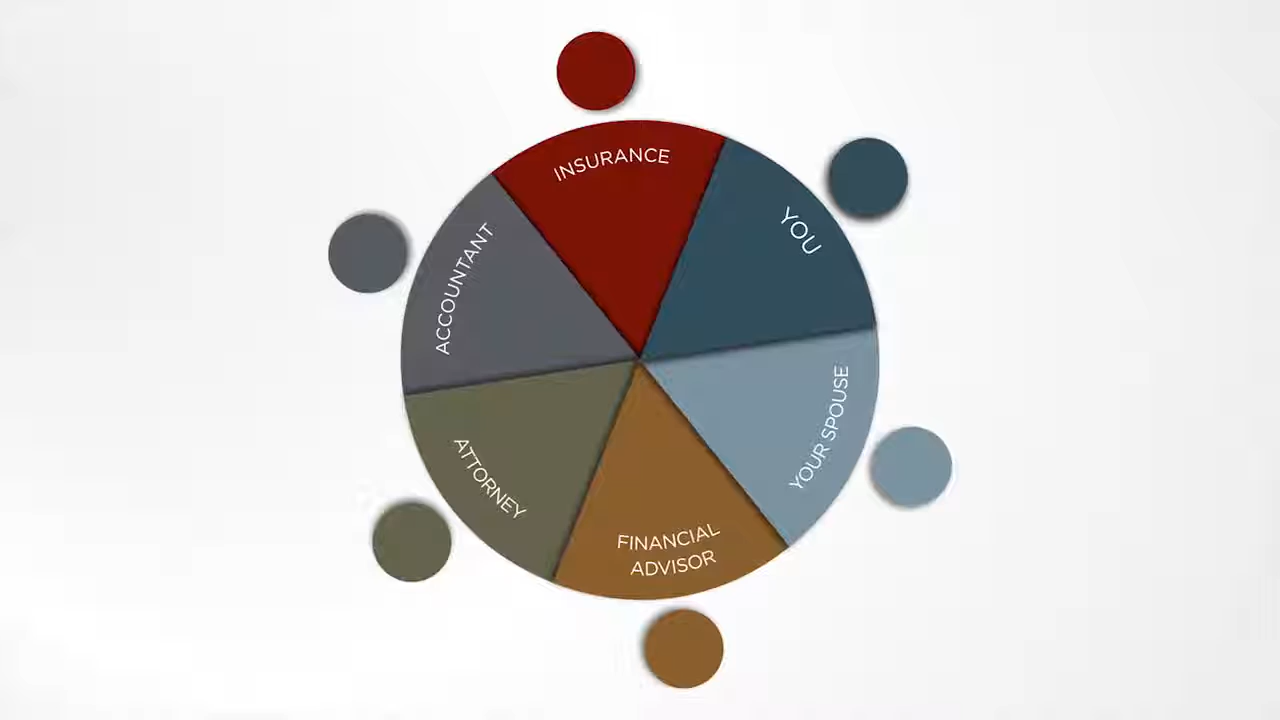 INSURANCE
YOU
YOUR SPOUSE
FINANCIAL
ADVISOR
ATTORNEY
ACCOUNTANT